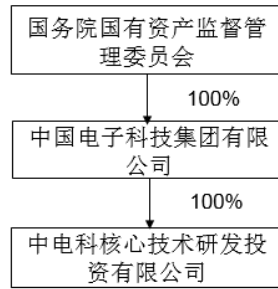 国务院国有资产监督管
理委员会
100%
中国电子科技集团有限
公司
100%
中电科核心技术研发投
资有限公司